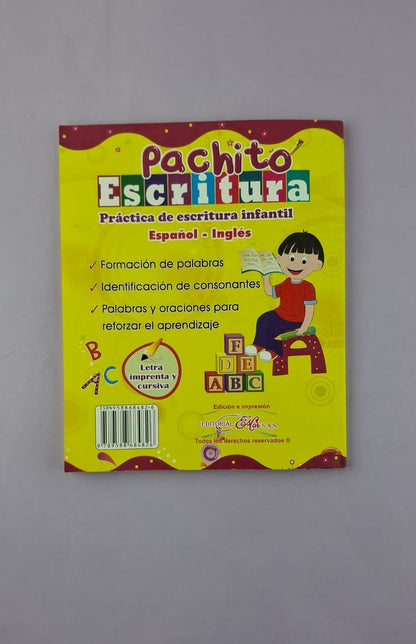 Pachito
Escritura
Práctica de escritura infantil
Español - Inglés
✓ Formación de palabras
✓ Identificación de consonantes
✓ Palabras y oraciones para
reforzar el aprendizaje
B
A C
Letra
imprenta y
cursiva
F
D E
A B C
A
Edición e impresión
EDITORIAL
S.A.S.
Todos los derechos reservados ®